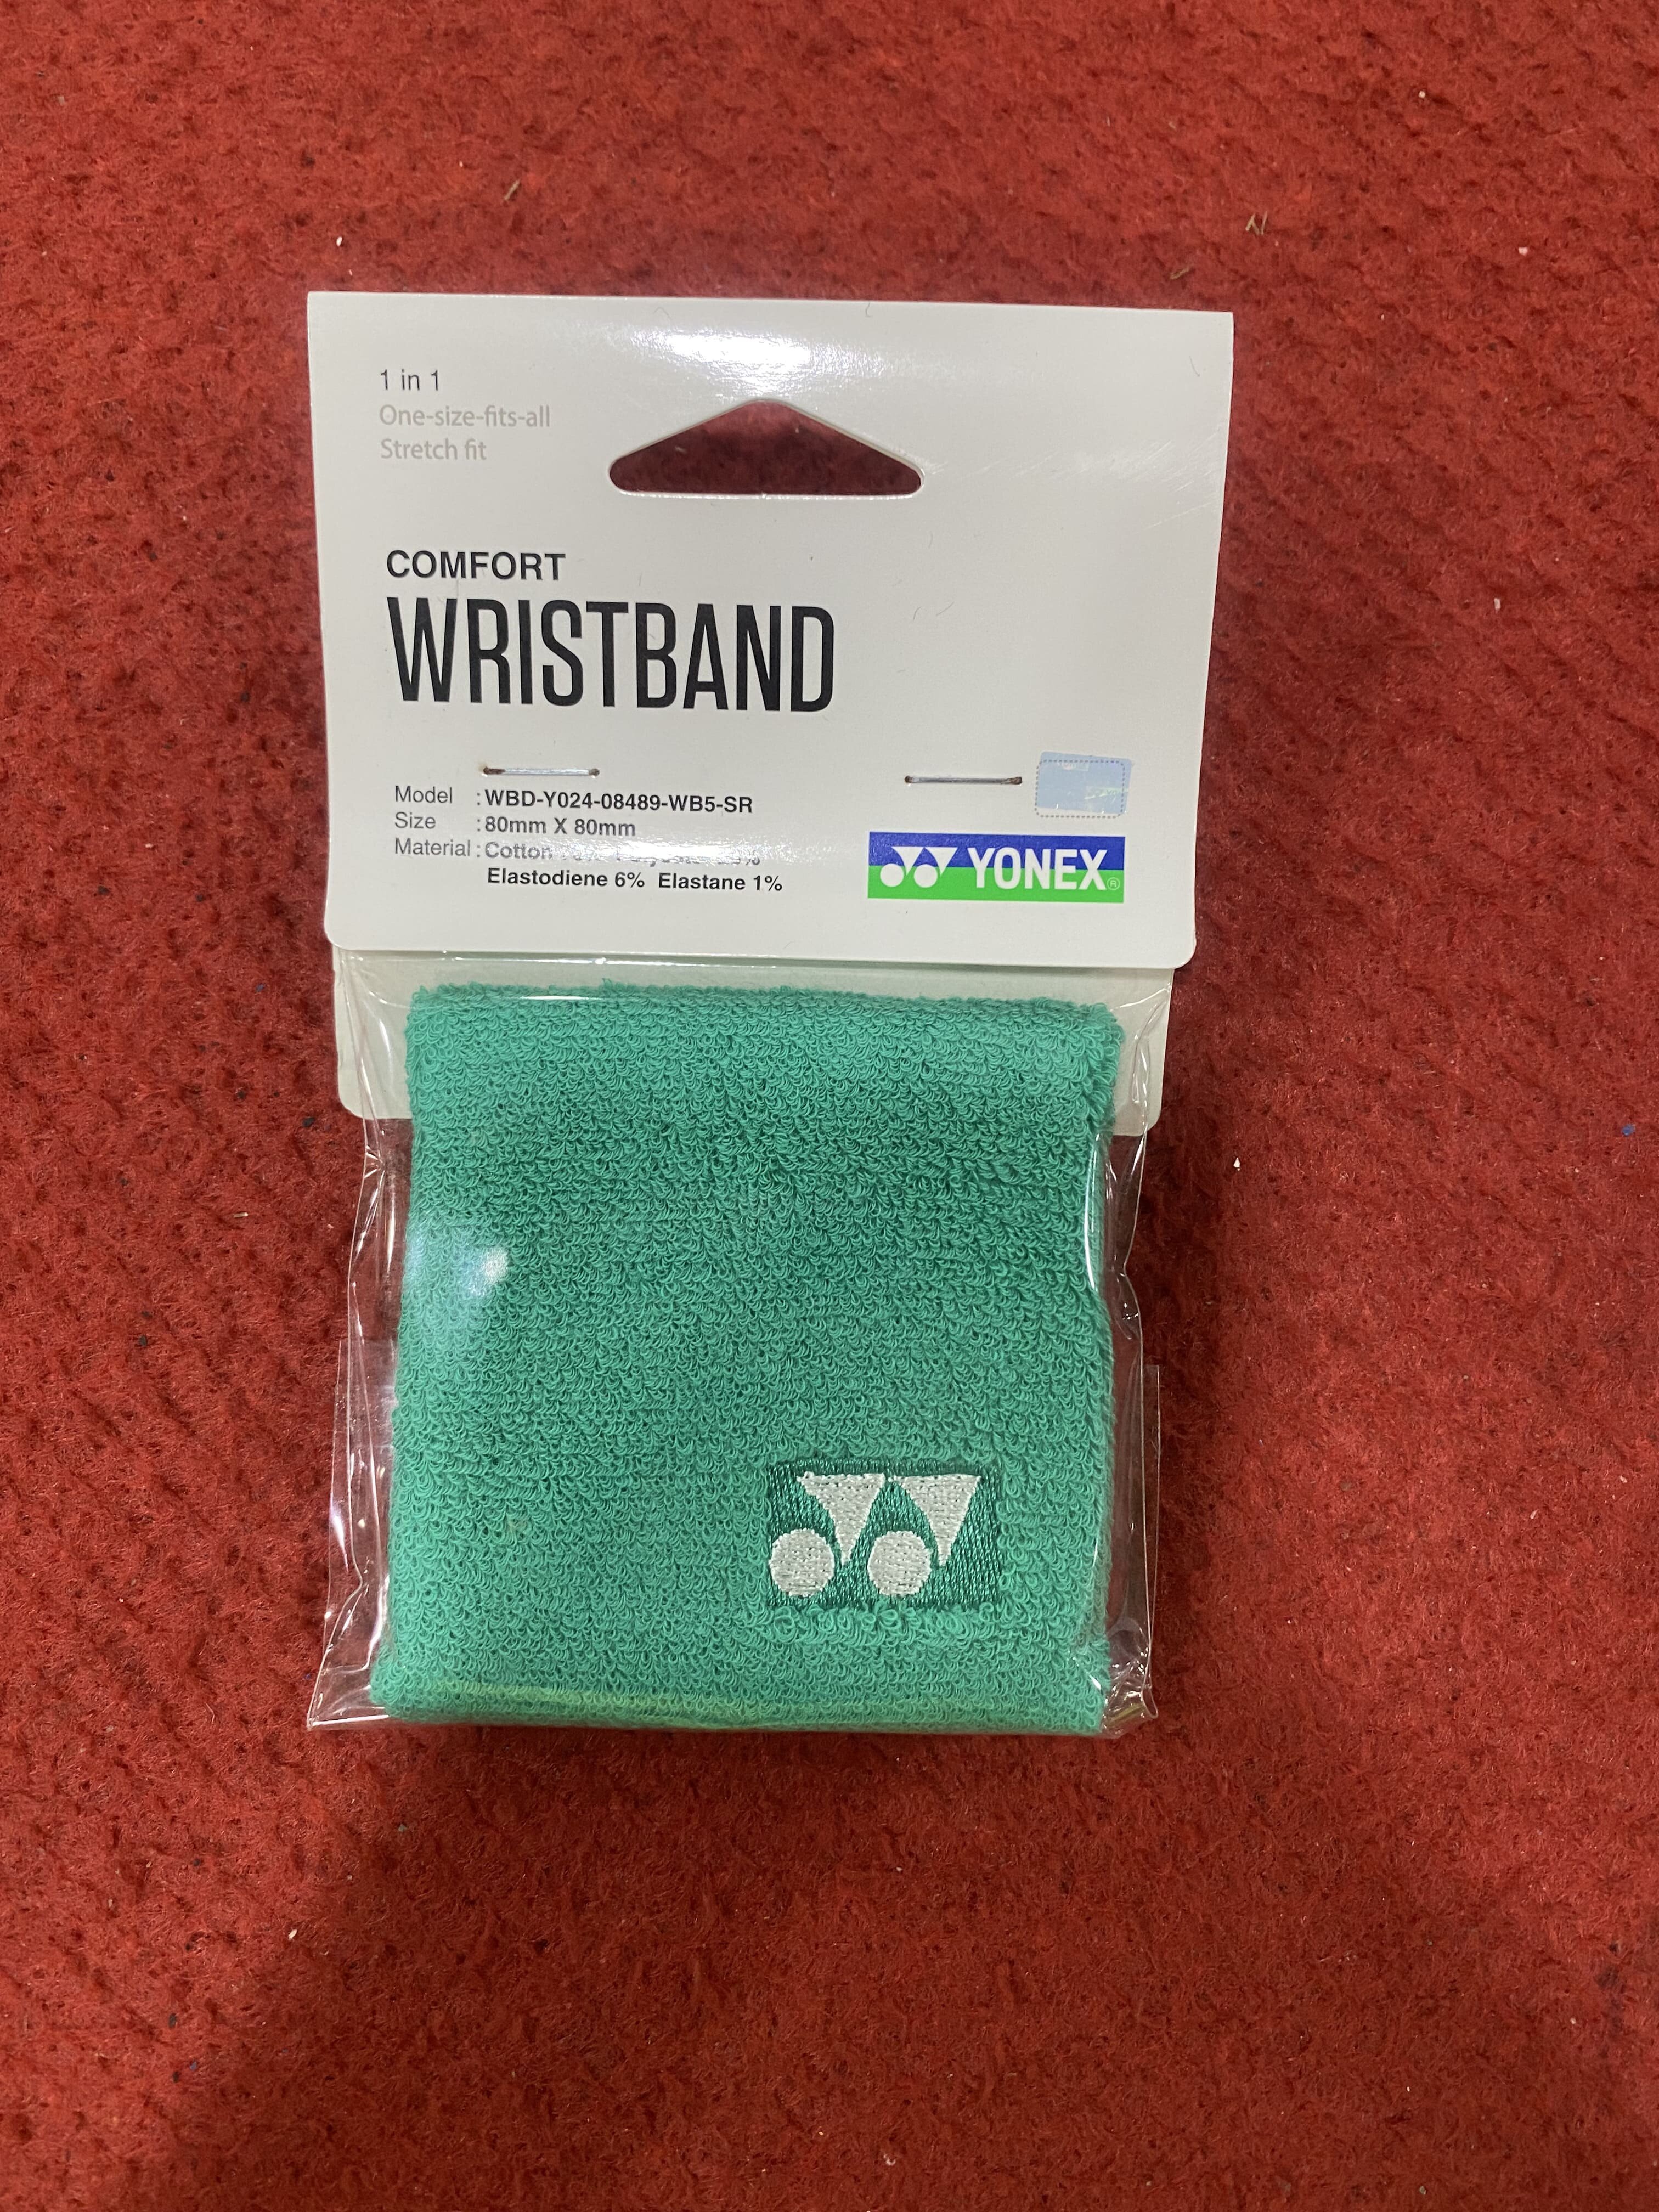 1 in 1
One-size-fits-all
Stretch fit
COMFORT
WRISTBAND
Model : WBD-Y024-08489-WB5-SR
Size : 80mm X 80mm
Material : Cotton
Elastodiene 6% Elastane 1%
YONEX®